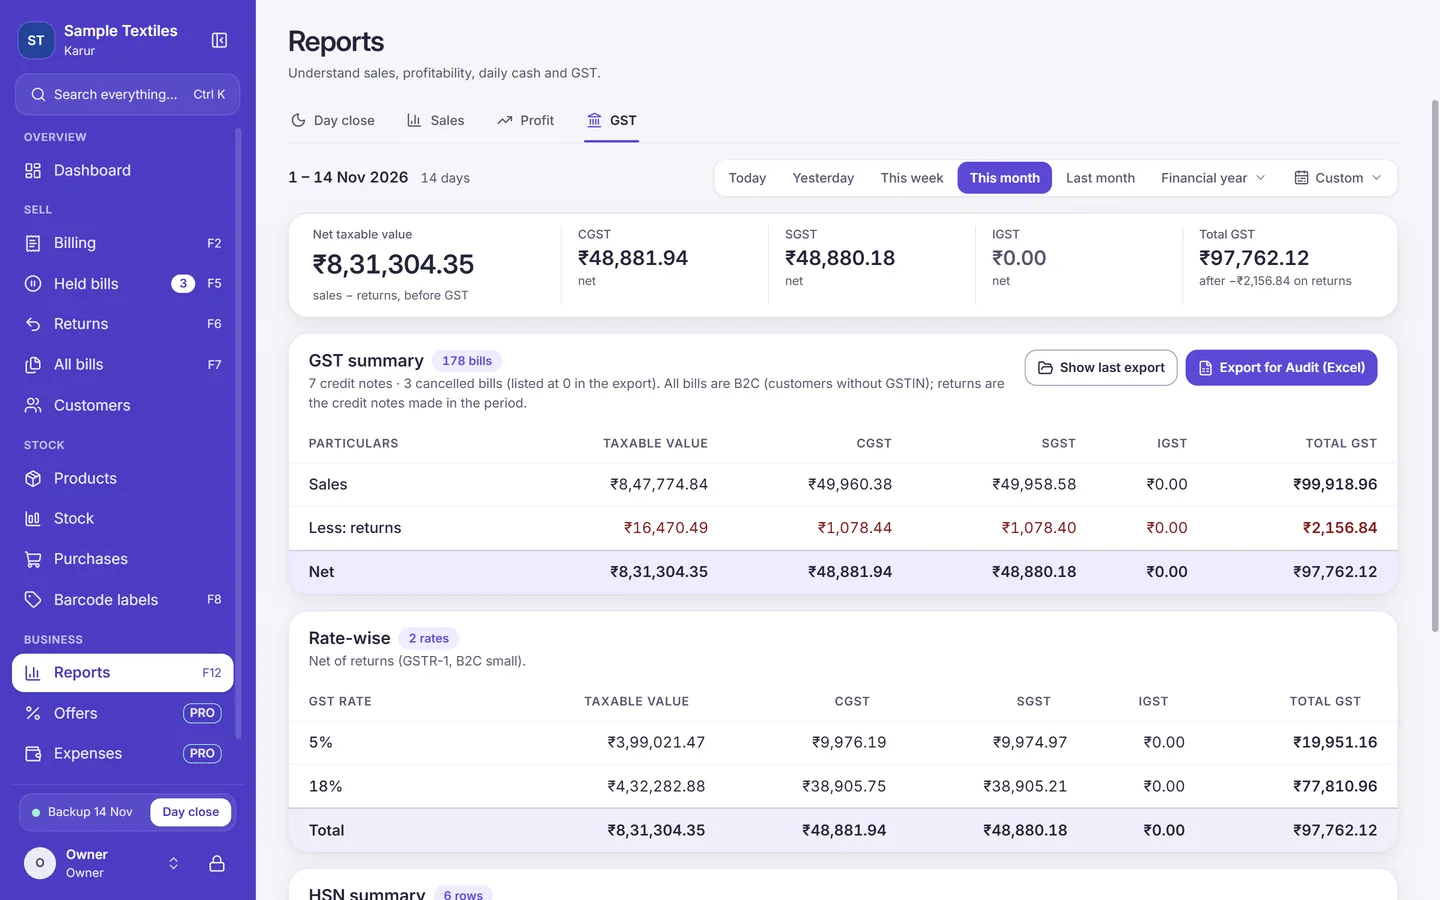 ST
Sample Textiles
Karur
Search everything... Ctrl K
OVERVIEW
Dashboard
SELL
Billing F2
Held bills 3 F5
Returns F6
All bills F7
Customers
STOCK
Products
Stock
Purchases
Barcode labels F8
BUSINESS
Reports F12
Offers PRO
Expenses PRO
Backup 14 Nov Day close
O
Owner
Owner
Reports
Understand sales, profitability, daily cash and GST.
Day close Sales Profit GST
1 – 14 Nov 2026 14 days
Today Yesterday This week This month Last month Financial year Custom
Net taxable value
₹8,31,304.35
sales − returns, before GST
CGST
₹48,881.94
net
SGST
₹48,880.18
net
IGST
₹0.00
net
Total GST
₹97,762.12
after −₹2,156.84 on returns
GST summary 178 bills
7 credit notes · 3 cancelled bills (listed at 0 in the export). All bills are B2C (customers without GSTIN); returns are
the credit notes made in the period.
Show last export Export for Audit (Excel)
PARTICULARS TAXABLE VALUE CGST SGST IGST TOTAL GST
Sales ₹8,47,774.84 ₹49,960.38 ₹49,958.58 ₹0.00 ₹99,918.96
Less: returns ₹16,470.49 ₹1,078.44 ₹1,078.40 ₹0.00 ₹2,156.84
Net ₹8,31,304.35 ₹48,881.94 ₹48,880.18 ₹0.00 ₹97,762.12
Rate-wise 2 rates
Net of returns (GSTR-1, B2C small).
GST RATE TAXABLE VALUE CGST SGST IGST TOTAL GST
5% ₹3,99,021.47 ₹9,976.19 ₹9,974.97 ₹0.00 ₹19,951.16
18% ₹4,32,282.88 ₹38,905.75 ₹38,905.21 ₹0.00 ₹77,810.96
Total ₹8,31,304.35 ₹48,881.94 ₹48,880.18 ₹0.00 ₹97,762.12
HSN summary 6 rows